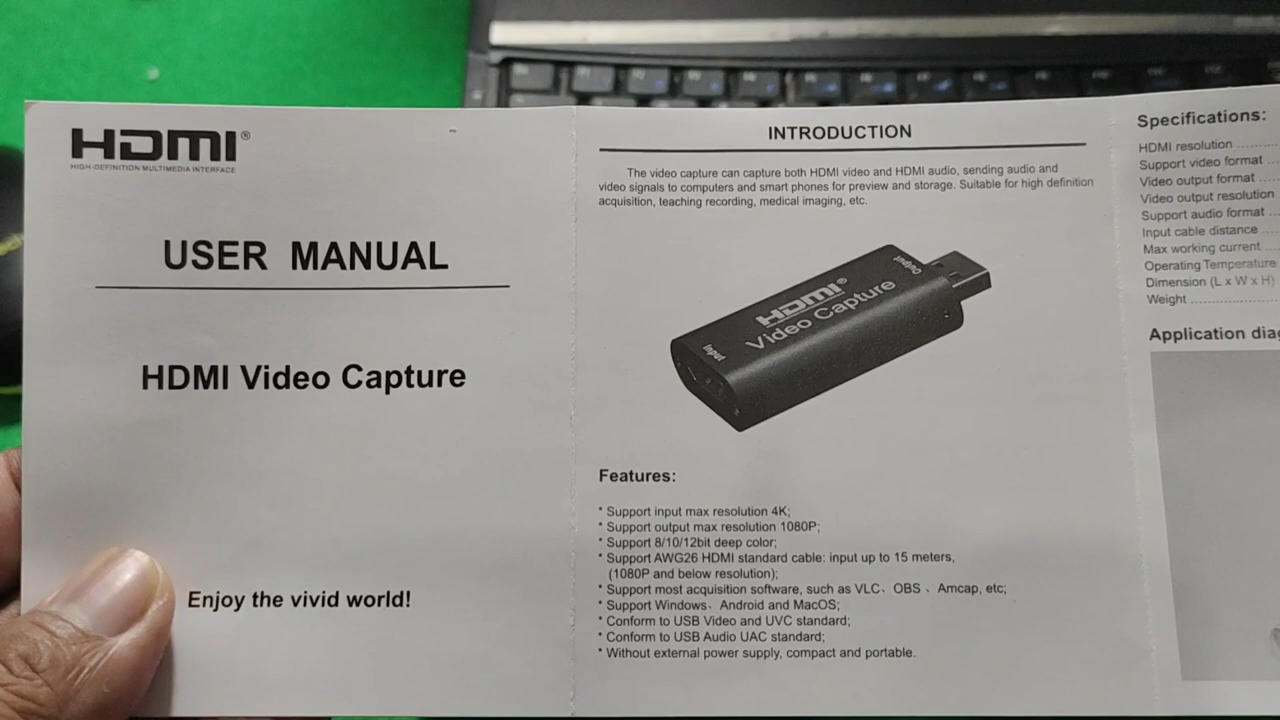 HDMI®
HIGH-DEFINITION MULTIMEDIA INTERFACE
USER MANUAL
HDMI Video Capture
Enjoy the vivid world!
INTRODUCTION
The video capture can capture both HDMI video and HDMI audio, sending audio and
video signals to computers and smart phones for preview and storage. Suitable for high definition
acquisition, teaching recording, medical imaging, etc.
Output
HDMI®
Video Capture
Input
Features:
* Support input max resolution 4K;
* Support output max resolution 1080P;
* Support 8/10/12bit deep color;
* Support AWG26 HDMI standard cable: input up to 15 meters,
(1080P and below resolution);
* Support most acquisition software, such as VLC、OBS 、Amcap, etc;
* Support Windows、Android and MacOS;
* Conform to USB Video and UVC standard;
* Conform to USB Audio UAC standard;
* Without external power supply, compact and portable.
Specifications:
HDMI resolution ..........
Support video format ...
Video output format .....
Video output resolution
Support audio format ...
Input cable distance ....
Max working current ....
Operating Temperature
Dimension (L x W x H)
Weight ......................
Application